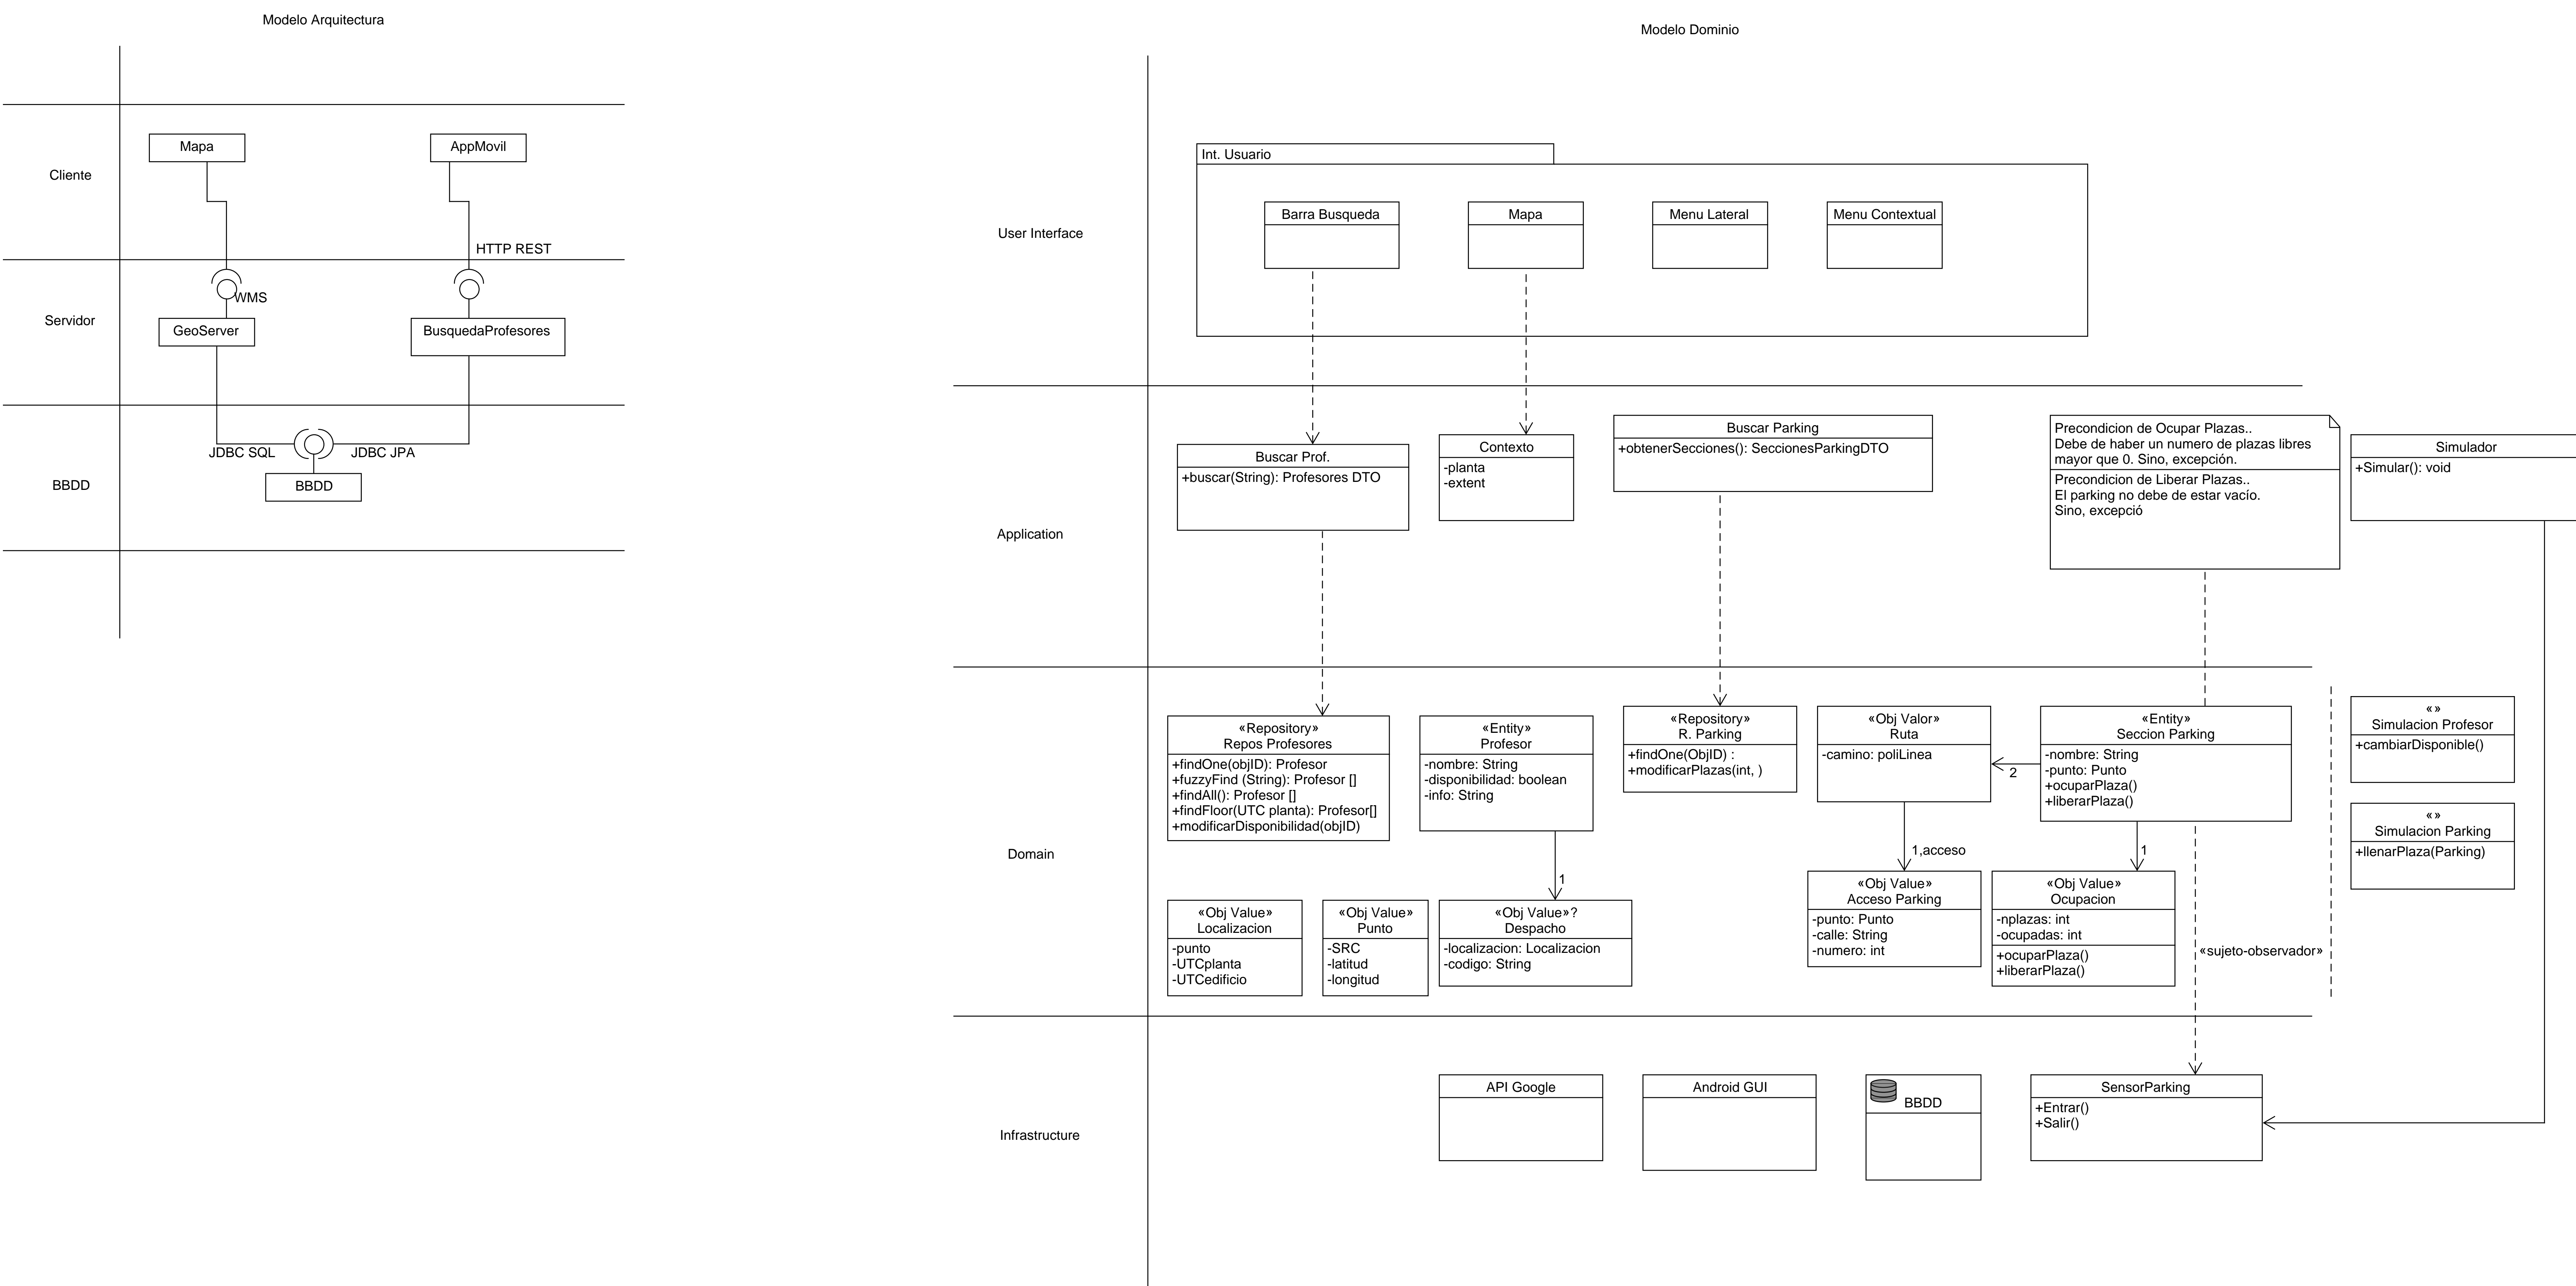 Modelo Arquitectura
Cliente
Mapa
AppMovil
HTTP REST
Servidor
WMS
GeoServer
BusquedaProfesores
JDBC SQL
JDBC JPA
BBDD
BBDD
Modelo Dominio
User Interface
Int. Usuario
Barra Busqueda
Mapa
Menu Lateral
Menu Contextual
Application
Buscar Prof.
+buscar(String): Profesores DTO
Contexto
-planta
-extent
Buscar Parking
+obtenerSecciones(): SeccionesParkingDTO
Precondicion de Ocupar Plazas..
Debe de haber un numero de plazas libres
mayor que 0. Sino, excepción.
Precondicion de Liberar Plazas..
El parking no debe de estar vacío.
Sino, excepció
Simulador
+Simular(): void
Domain
«Repository»
Repos Profesores
+findOne(objID): Profesor
+fuzzyFind (String): Profesor []
+findAll(): Profesor []
+findFloor(UTC planta): Profesor[]
+modificarDisponibilidad(objID)
«Entity»
Profesor
-nombre: String
-disponibilidad: boolean
-info: String
1
«Repository»
R. Parking
+findOne(ObjID) :
+modificarPlazas(int, )
«Obj Valor»
Ruta
-camino: poliLinea
2
1,acceso
«Entity»
Seccion Parking
-nombre: String
-punto: Punto
+ocuparPlaza()
+liberarPlaza()
1
«»
Simulacion Profesor
+cambiarDisponible()
«»
Simulacion Parking
+llenarPlaza(Parking)
«Obj Value»
Localizacion
-punto
-UTCplanta
-UTCedificio
«Obj Value»
Punto
-SRC
-latitud
-longitud
«Obj Value»?
Despacho
-localizacion: Localizacion
-codigo: String
«Obj Value»
Acceso Parking
-punto: Punto
-calle: String
-numero: int
«Obj Value»
Ocupacion
-nplazas: int
-ocupadas: int
+ocuparPlaza()
+liberarPlaza()
«sujeto-observador»
Infrastructure
API Google
Android GUI
BBDD
SensorParking
+Entrar()
+Salir()